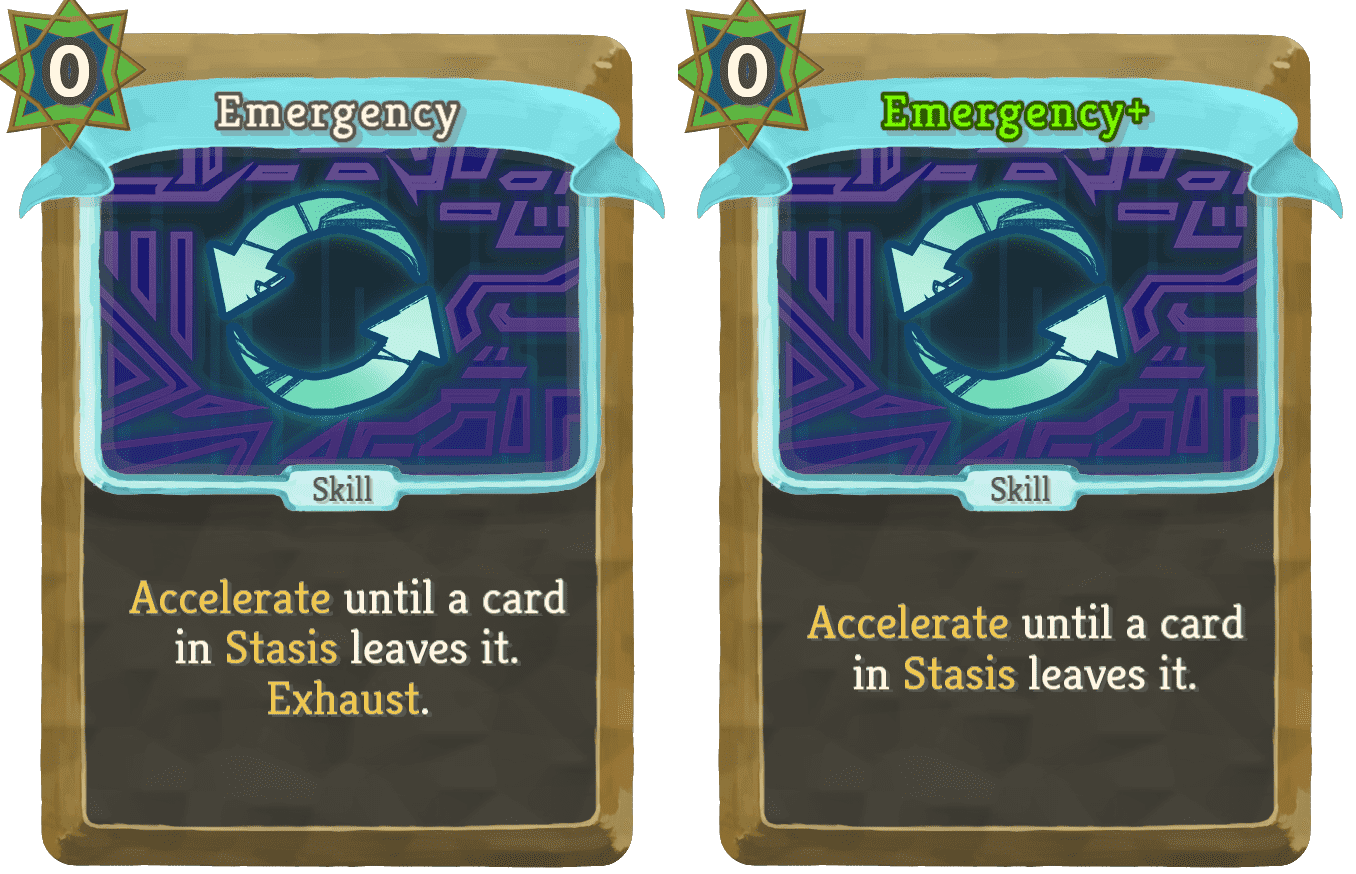 0
Emergency
Skill
Accelerate until a card
in Stasis leaves it.
Exhaust.
0
Emergency+
Skill
Accelerate until a card
in Stasis leaves it.